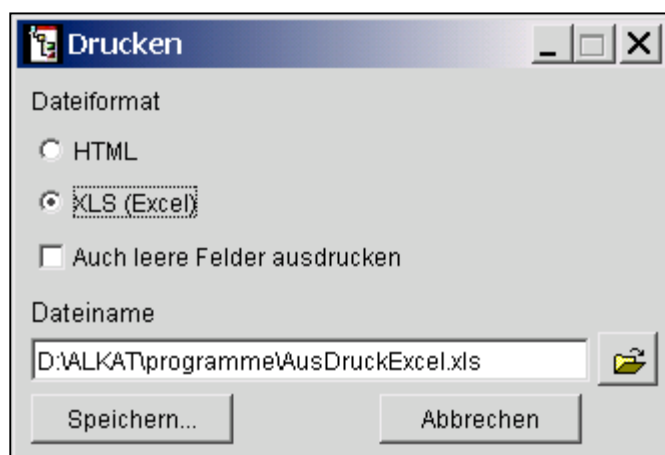 Drucken
Dateiformat
HTML
XLS (Excel)
Auch leere Felder ausdrucken
Dateiname
D:\ALKAT\programme\AusDruckExcel.xls
Speichern... Abbrechen